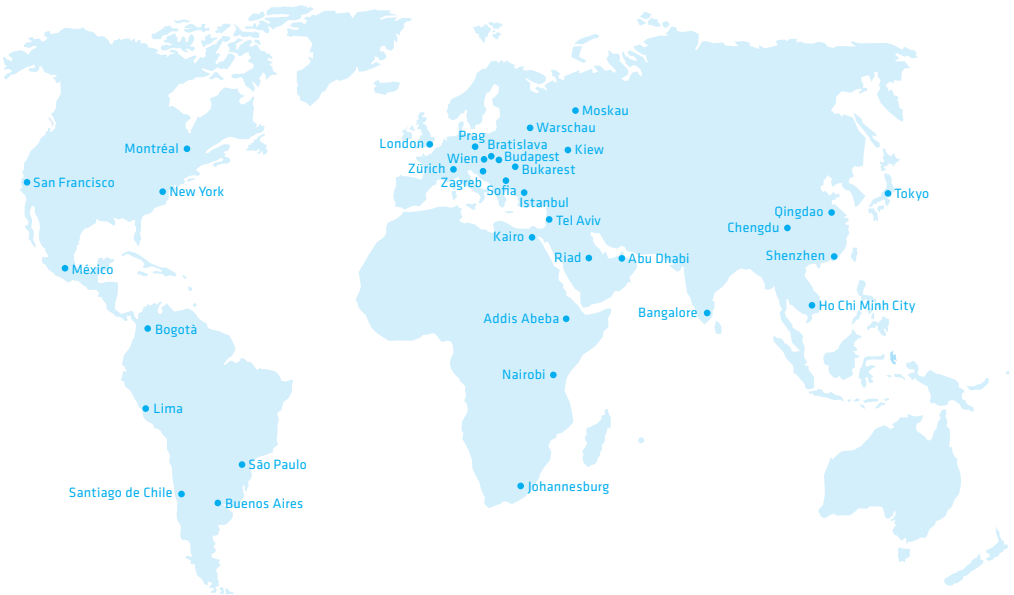 Moskau
Warschau
Prag
London
Bratislava
Montréal
Kiew
Wien
Budapest
Zürich
Bukarest
San Francisco
Zagreb
Sofia
New York
Tokyo
Istanbul
Qingdao
Tel Aviv
Chengdu
Kairo
Shenzhen
Riad
Abu Dhabi
México
Ho Chi Minh City
Bangalore
Addis Abeba
Bogotà
Nairobi
Lima
São Paulo
Johannesburg
Santiago de Chile
Buenos Aires